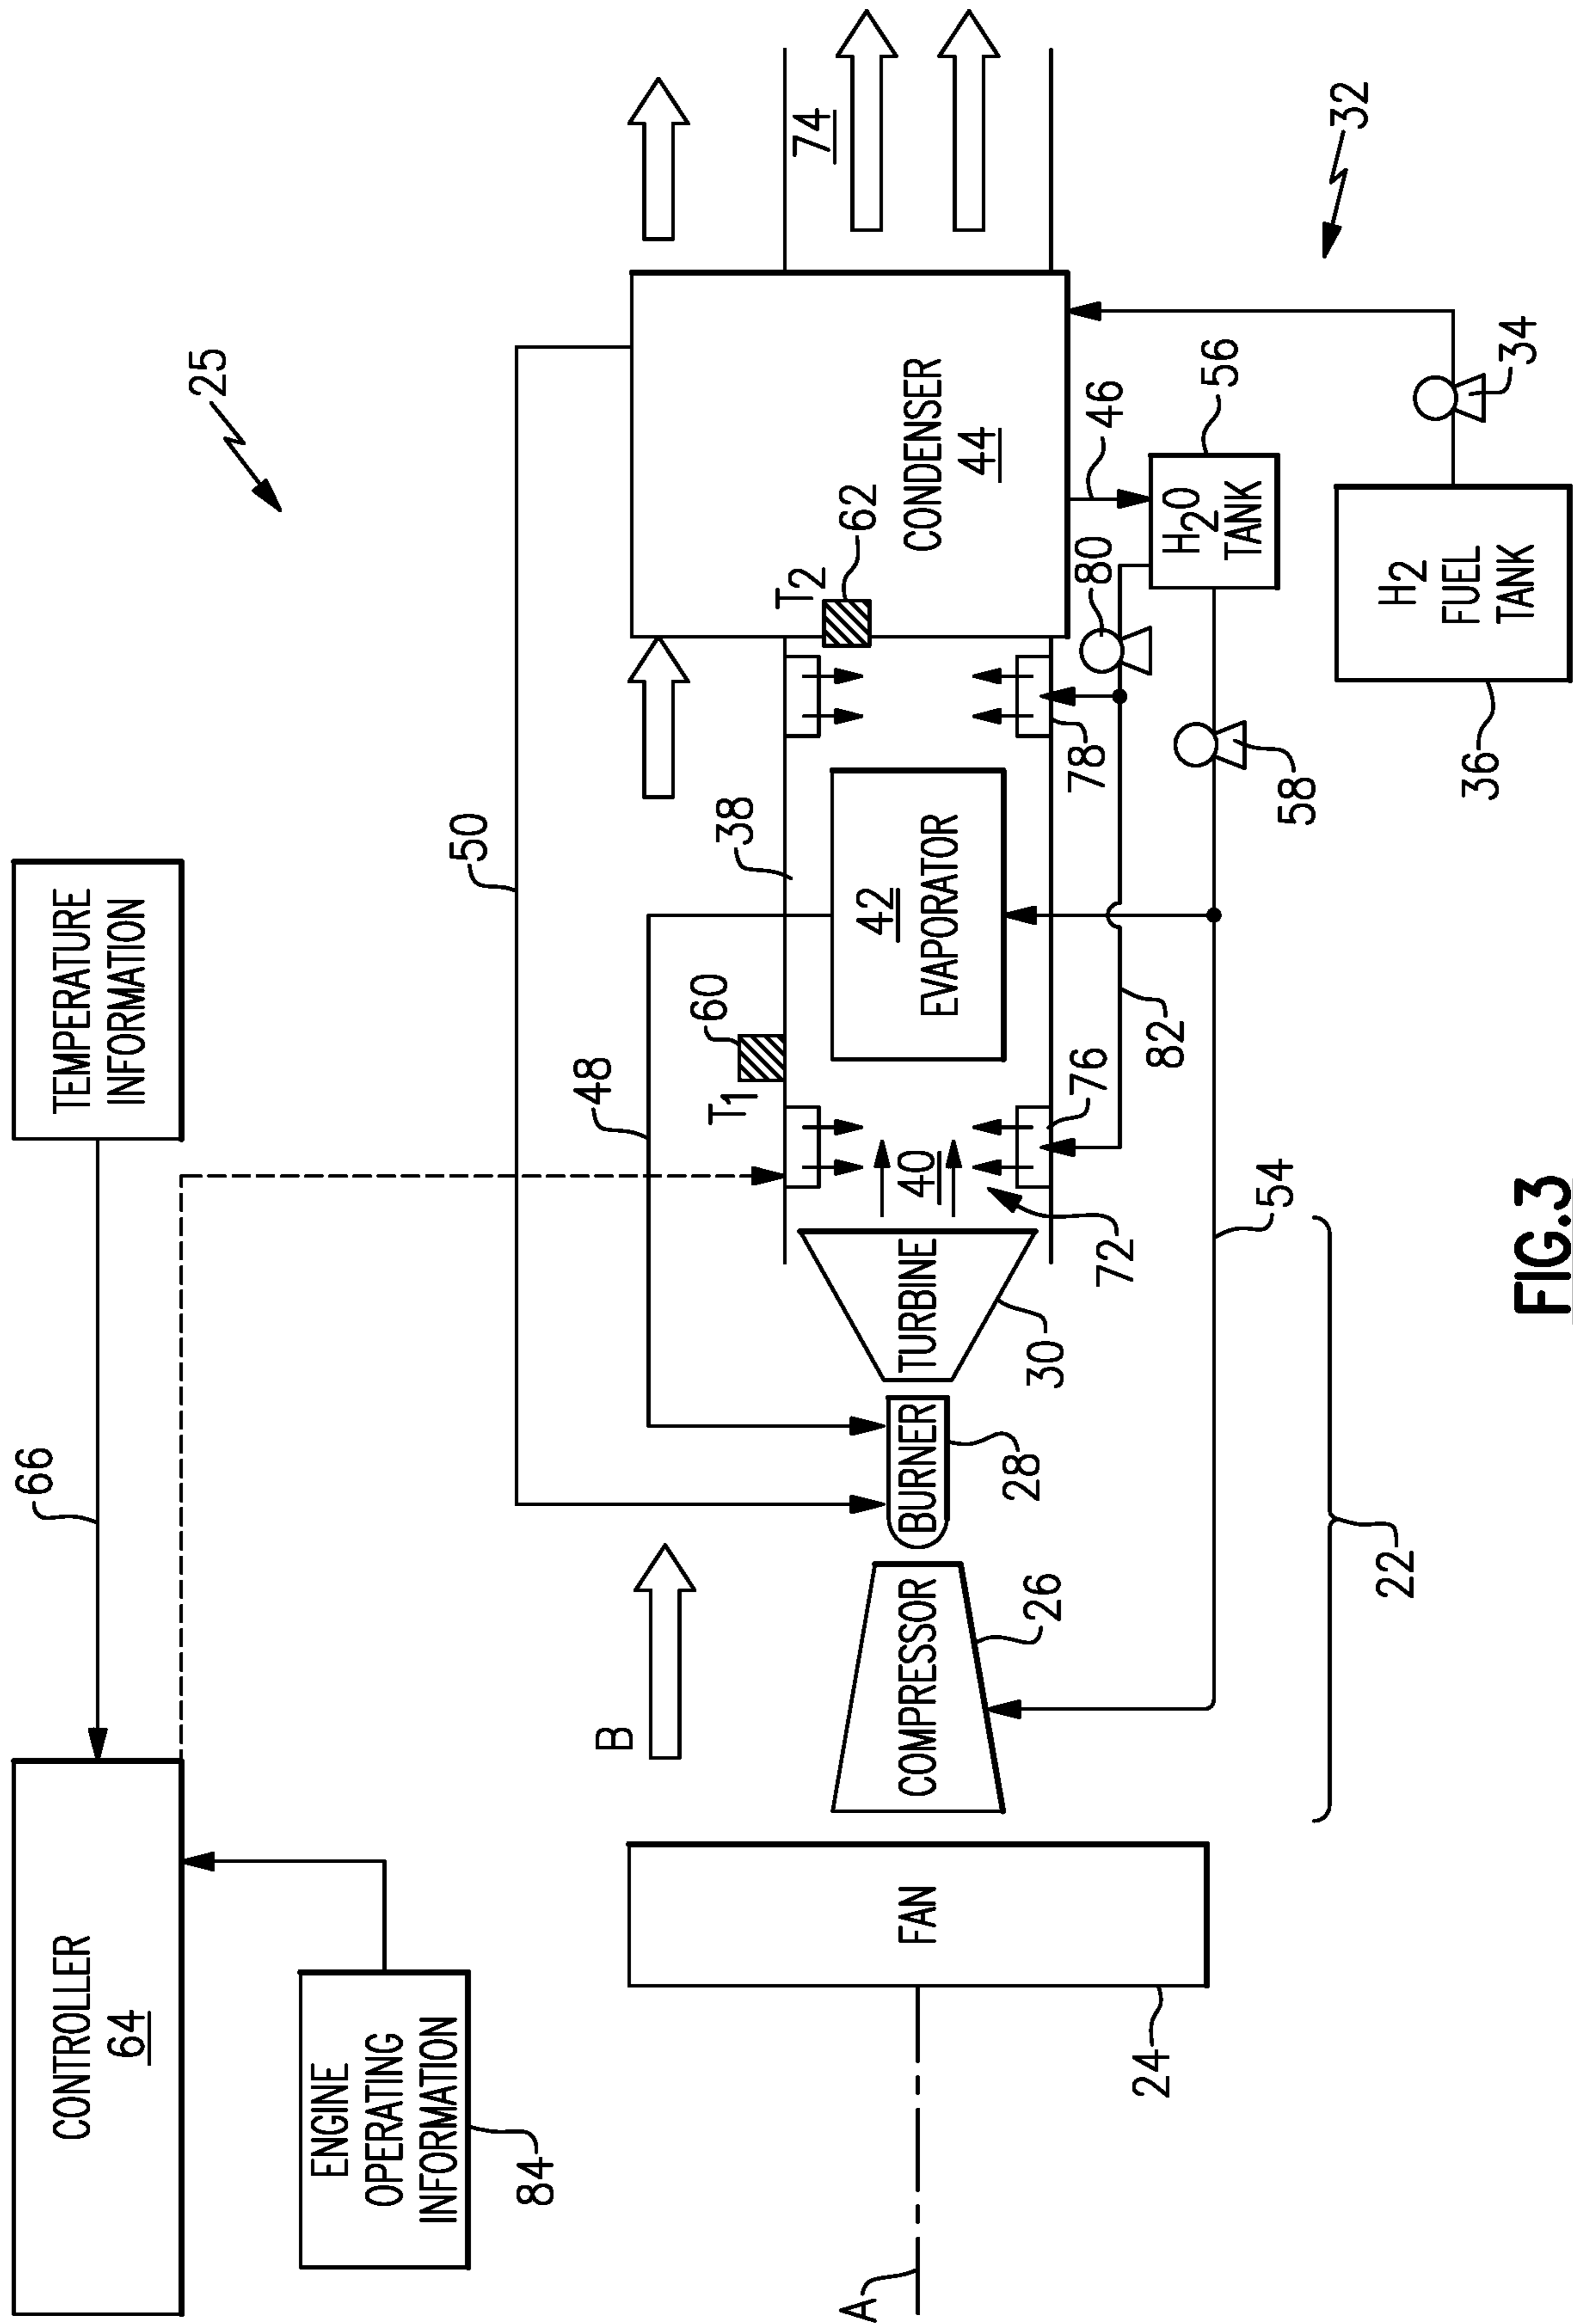 CONTROLLER
64
66
TEMPERATURE
INFORMATION
ENGINE
OPERATING
INFORMATION
84
25
50
48
B
T1
60
38
T2
62
74
A
FAN
24
COMPRESSOR
26
BURNER
28
TURBINE
30
40
72
76
42
EVAPORATOR
78
80
CONDENSER
44
46
82
54
22
58
H2O
TANK
56
H2
FUEL
TANK
36
34
32
FIG.3